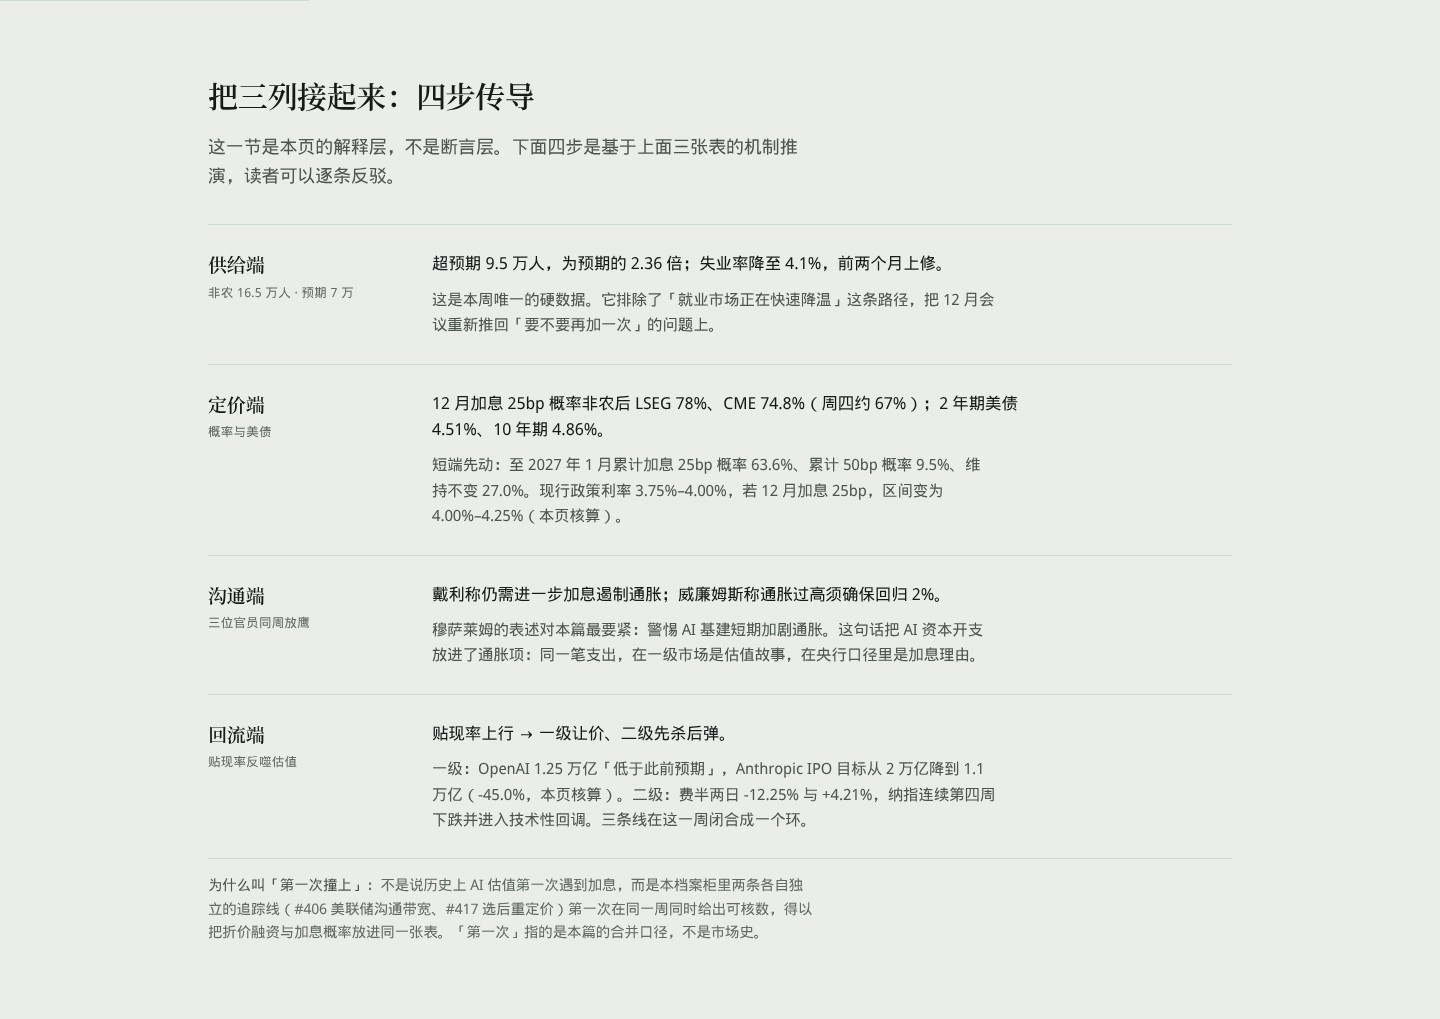 把三列接起来：四步传导
这一节是本页的解释层，不是断言层。下面四步是基于上面三张表的机制推
演，读者可以逐条反驳。
供给端
非农 16.5 万人 · 预期 7 万
超预期 9.5 万人，为预期的 2.36 倍；失业率降至 4.1%，前两个月上修。
这是本周唯一的硬数据。它排除了「就业市场正在快速降温」这条路径，把 12 月会
议重新推回「要不要再加一次」的问题上。
定价端
概率与美债
12 月加息 25bp 概率非农后 LSEG 78%、CME 74.8%（周四约 67%）；2 年期美债
4.51%、10 年期 4.86%。
短端先动：至 2027 年 1 月累计加息 25bp 概率 63.6%、累计 50bp 概率 9.5%、维
持不变 27.0%。现行政策利率 3.75%–4.00%，若 12 月加息 25bp，区间变为
4.00%–4.25%（本页核算）。
沟通端
三位官员同周放鹰
戴利称仍需进一步加息遏制通胀；威廉姆斯称通胀过高须确保回归 2%。
穆萨莱姆的表述对本篇最要紧：警惕 AI 基建短期加剧通胀。这句话把 AI 资本开支
放进了通胀项：同一笔支出，在一级市场是估值故事，在央行口径里是加息理由。
回流端
贴现率反噬估值
贴现率上行 → 一级让价、二级先杀后弹。
一级：OpenAI 1.25 万亿「低于此前预期」，Anthropic IPO 目标从 2 万亿降到 1.1
万亿（-45.0%，本页核算）。二级：费半两日 -12.25% 与 +4.21%，纳指连续第四周
下跌并进入技术性回调。三条线在这一周闭合成一个环。
为什么叫「第一次撞上」：不是说历史上 AI 估值第一次遇到加息，而是本档案柜里两条各自独
立的追踪线（#406 美联储沟通带宽、#417 选后重定价）第一次在同一周同时给出可核数，得以
把折价融资与加息概率放进同一张表。「第一次」指的是本篇的合并口径，不是市场史。